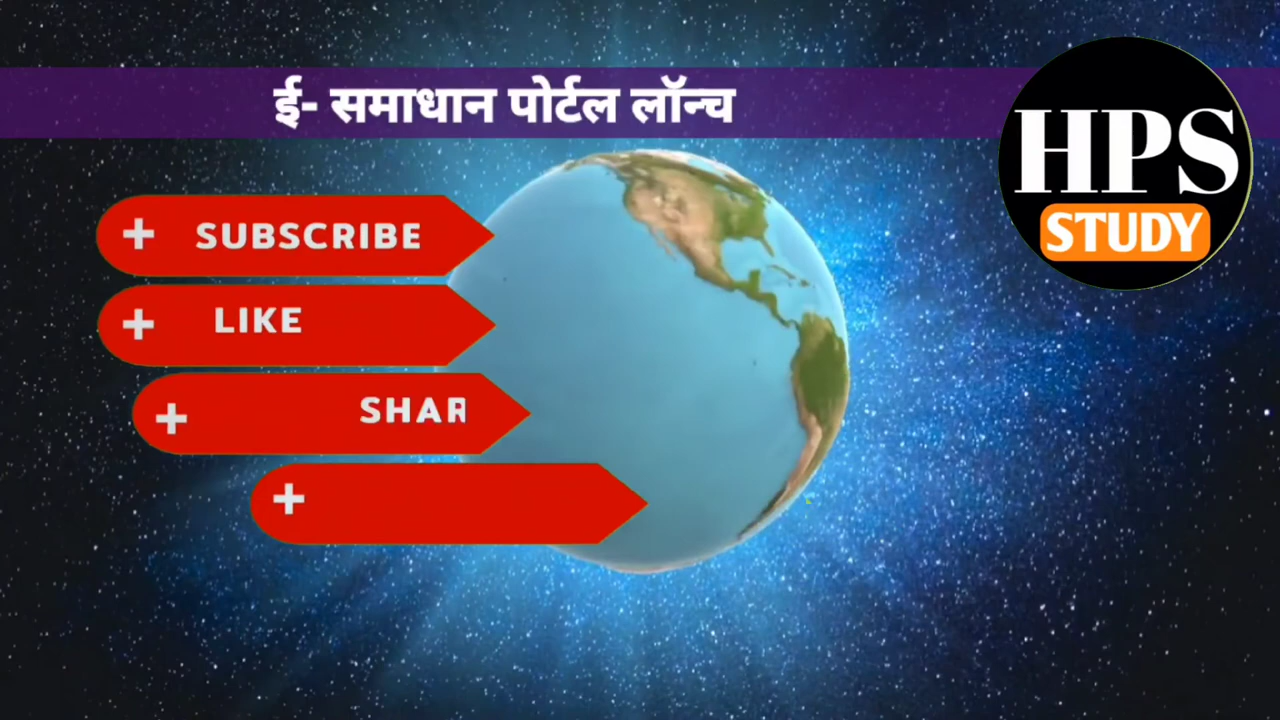 ई- समाधान पोर्टल लॉन्च
HPS
STUDY
+ SUBSCRIBE
+ LIKE
+ SHAR
+